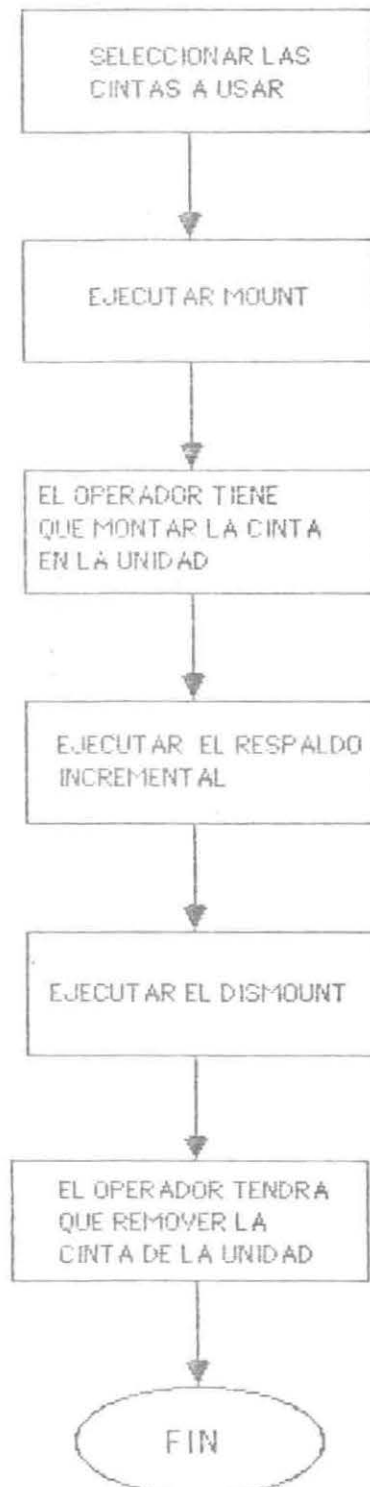 SELECCIONAR LAS
CINTAS A USAR
EJECUTAR MOUNT
EL OPERADOR TIENE
QUE MONTAR LA CINTA
EN LA UNIDAD
EJECUTAR EL RESPALDO
INCREMENTAL
EJECUTAR EL DISMOUNT
EL OPERADOR TENDRA
QUE REMOVER LA
CINTA DE LA UNIDAD
FIN